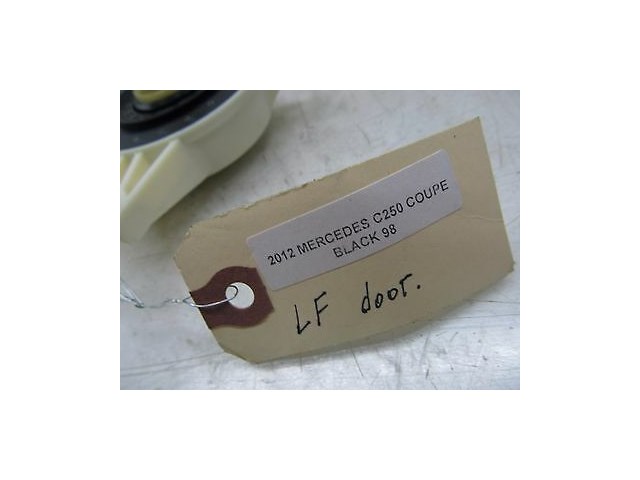 2012 MERCEDES C250 COUPE
BLACK 98
LF door.